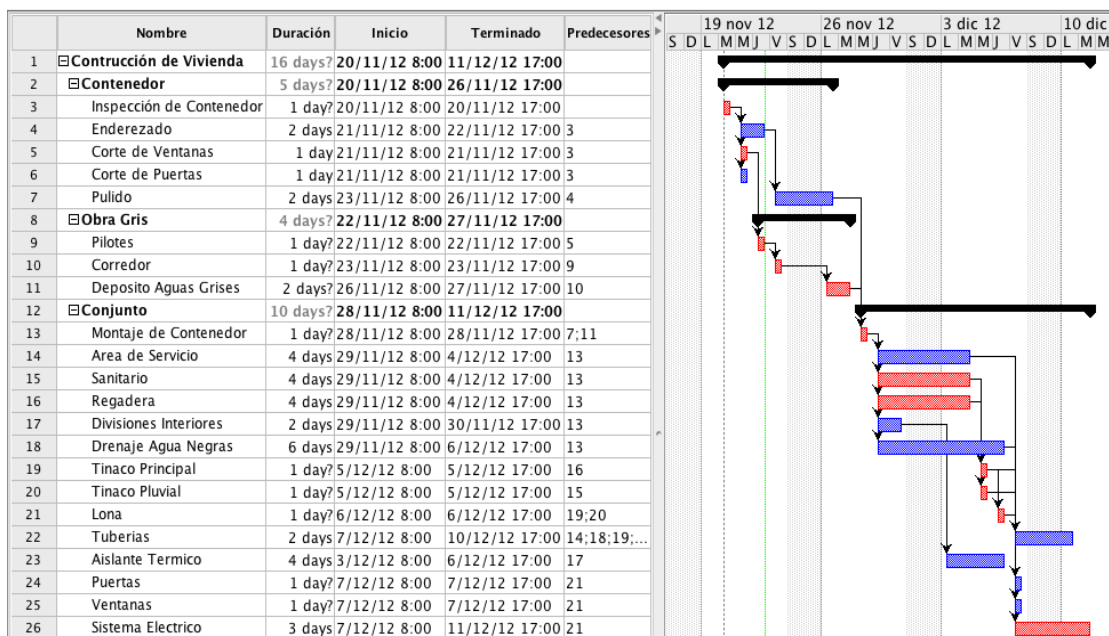 19 nov 12 26 nov 12 3 dic 12 10 dic
Nombre Duración Inicio Terminado Predecesores S D L M M J V S D L M M J V S D L M M J V S D L M M
1 Contrucción de Vivienda 16 days? 20/11/12 8:00 11/12/12 17:00
2 Contenedor 5 days? 20/11/12 8:00 26/11/12 17:00
3 Inspección de Contenedor 1 day? 20/11/12 8:00 20/11/12 17:00
4 Enderezado 2 days 21/11/12 8:00 22/11/12 17:00 3
5 Corte de Ventanas 1 day 21/11/12 8:00 21/11/12 17:00 3
6 Corte de Puertas 1 day 21/11/12 8:00 21/11/12 17:00 3
7 Pulido 2 days 23/11/12 8:00 26/11/12 17:00 4
8 Obra Gris 4 days? 22/11/12 8:00 27/11/12 17:00
9 Pilotes 1 day? 22/11/12 8:00 22/11/12 17:00 5
10 Corredor 1 day? 23/11/12 8:00 23/11/12 17:00 9
11 Deposito Aguas Grises 2 days? 26/11/12 8:00 27/11/12 17:00 10
12 Conjunto 10 days? 28/11/12 8:00 11/12/12 17:00
13 Montaje de Contenedor 1 day? 28/11/12 8:00 28/11/12 17:00 7;11
14 Area de Servicio 4 days 29/11/12 8:00 4/12/12 17:00 13
15 Sanitario 4 days 29/11/12 8:00 4/12/12 17:00 13
16 Regadera 4 days 29/11/12 8:00 4/12/12 17:00 13
17 Divisiones Interiores 2 days 29/11/12 8:00 30/11/12 17:00 13
18 Drenaje Agua Negras 6 days 29/11/12 8:00 6/12/12 17:00 13
19 Tinaco Principal 1 day? 5/12/12 8:00 5/12/12 17:00 16
20 Tinaco Pluvial 1 day? 5/12/12 8:00 5/12/12 17:00 15
21 Lona 1 day? 6/12/12 8:00 6/12/12 17:00 19;20
22 Tuberias 2 days 7/12/12 8:00 10/12/12 17:00 14;18;19;...
23 Aislante Termico 4 days 3/12/12 8:00 6/12/12 17:00 17
24 Puertas 1 day? 7/12/12 8:00 7/12/12 17:00 21
25 Ventanas 1 day? 7/12/12 8:00 7/12/12 17:00 21
26 Sistema Electrico 3 days 7/12/12 8:00 11/12/12 17:00 21